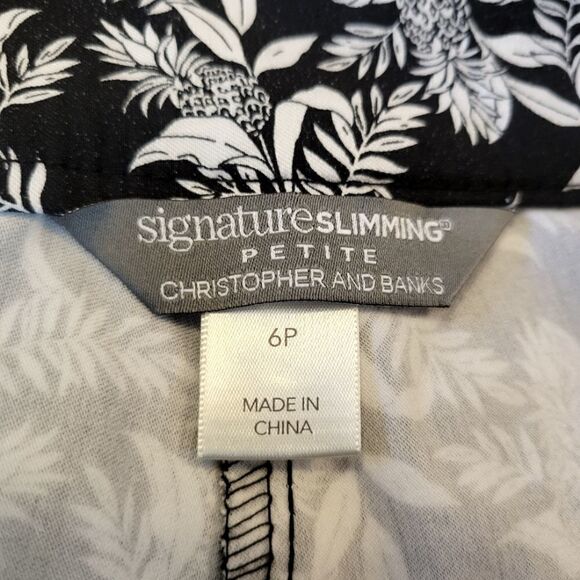 signatureSLIMMING
PETITE
CHRISTOPHER AND BANKS
6P
MADE IN
CHINA